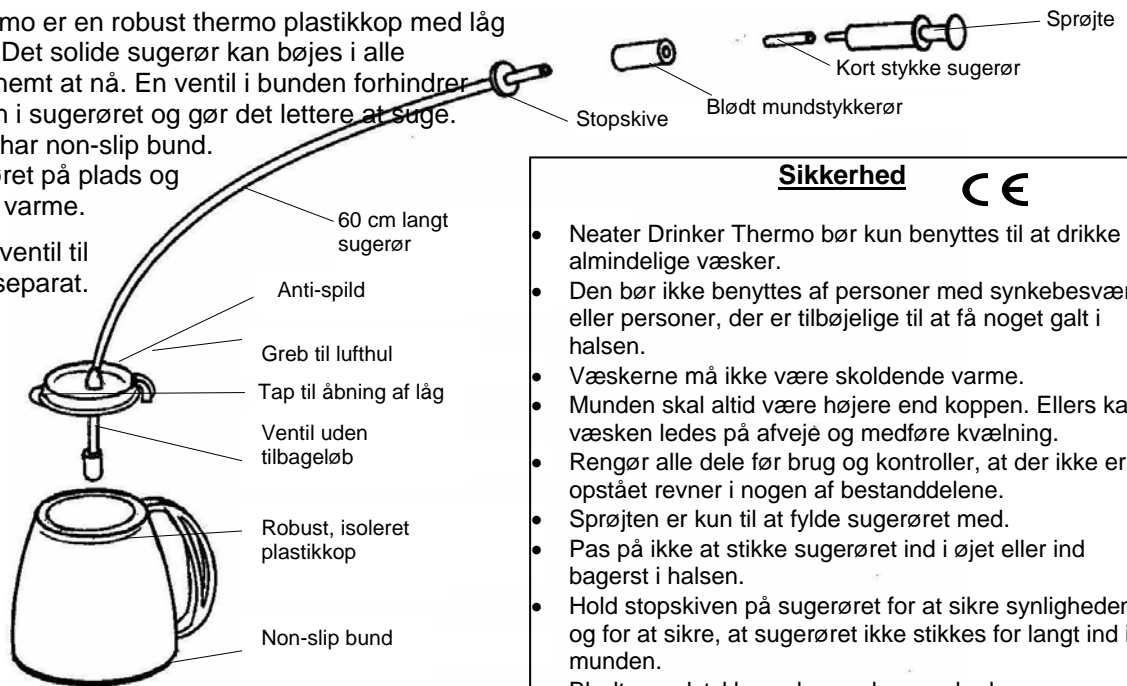 mo er en robust thermo plastikkop med låg
Det solide sugerør kan bøjes i alle
nemt at nå. En ventil i bunden forhindrer
n i sugerøret og gør det lettere at suge.
har non-slip bund.
øret på plads og
varme.
ventil til
separat.
Sprøjte
Kort stykke sugerør
Blødt mundstykkerør
Stopskive
60 cm langt
sugerør
Anti-spild
Greb til lufthul
Tap til åbning af låg
Ventil uden
tilbageløb
Robust, isoleret
plastikkop
Non-slip bund
Sikkerhed CE
• Neater Drinker Thermo bør kun benyttes til at drikke
almindelige væsker.
• Den bør ikke benyttes af personer med synkebesvær
eller personer, der er tilbøjelige til at få noget galt i
halsen.
• Væskerne må ikke være skoldende varme.
• Munden skal altid være højere end koppen. Ellers ka
væsken ledes på afveje og medføre kvælning.
• Rengør alle dele før brug og kontroller, at der ikke er
opstået revner i nogen af bestanddelene.
• Sprøjten er kun til at fylde sugerøret med.
• Pas på ikke at stikke sugerøret ind i øjet eller ind
bagerst i halsen.
• Hold stopskiven på sugerøret for at sikre synligheden
og for at sikre, at sugerøret ikke stikkes for langt ind i
munden.